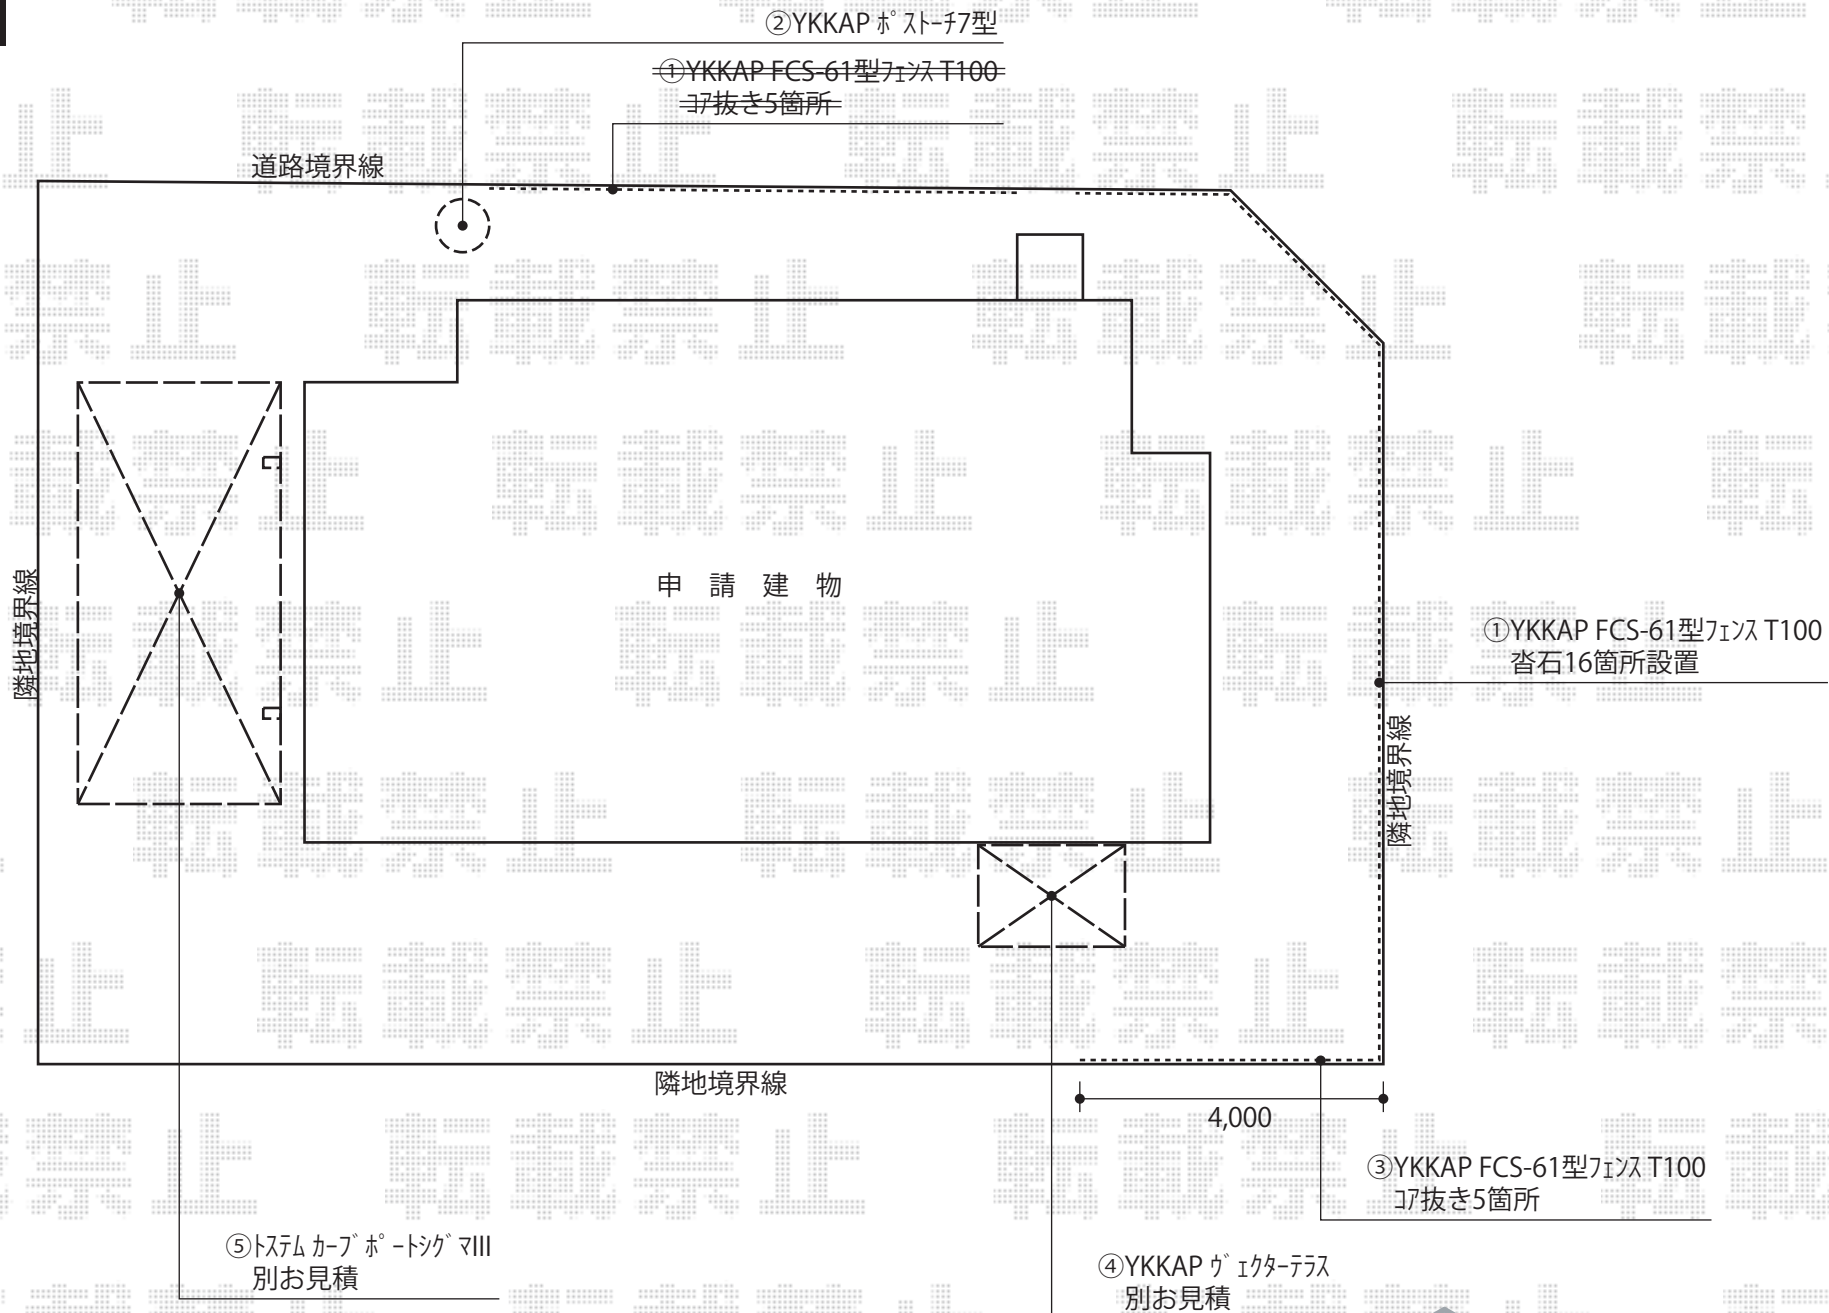 ②YKKAP ﾎﾟｽﾄｰﾁ7型
①YKKAP FCS-61型ﾌｪﾝｽ T100
ｺｱ抜き5箇所
道路境界線
申 請 建 物
隣地境界線
①YKKAP FCS-61型ﾌｪﾝｽ T100
沓石16箇所設置
隣地境界線
隣地境界線
4,000
③YKKAP FCS-61型ﾌｪﾝｽ T100
ｺｱ抜き5箇所
⑤ﾄｽﾃﾑ ｶｰﾌﾞﾎﾟｰﾄｼｸﾞﾏIII
別お見積
④YKKAP ｳﾞｪｸﾀｰﾃﾗｽ
別お見積
転載禁止